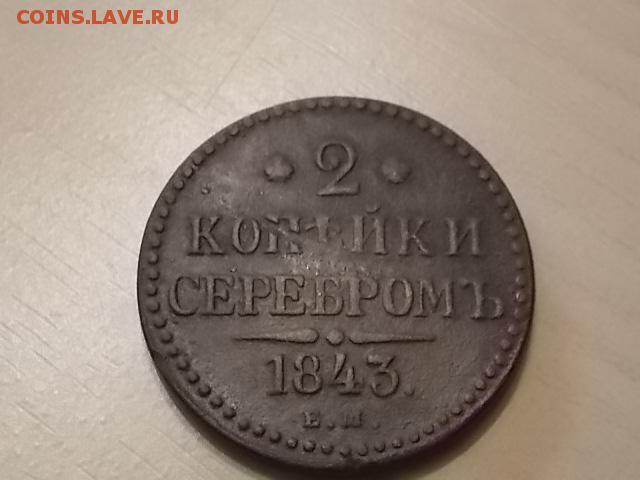 COINS.LAVE.RU
2
КОПѢЙКИ
СЕРЕБРОМЪ
1843.
Е.М.